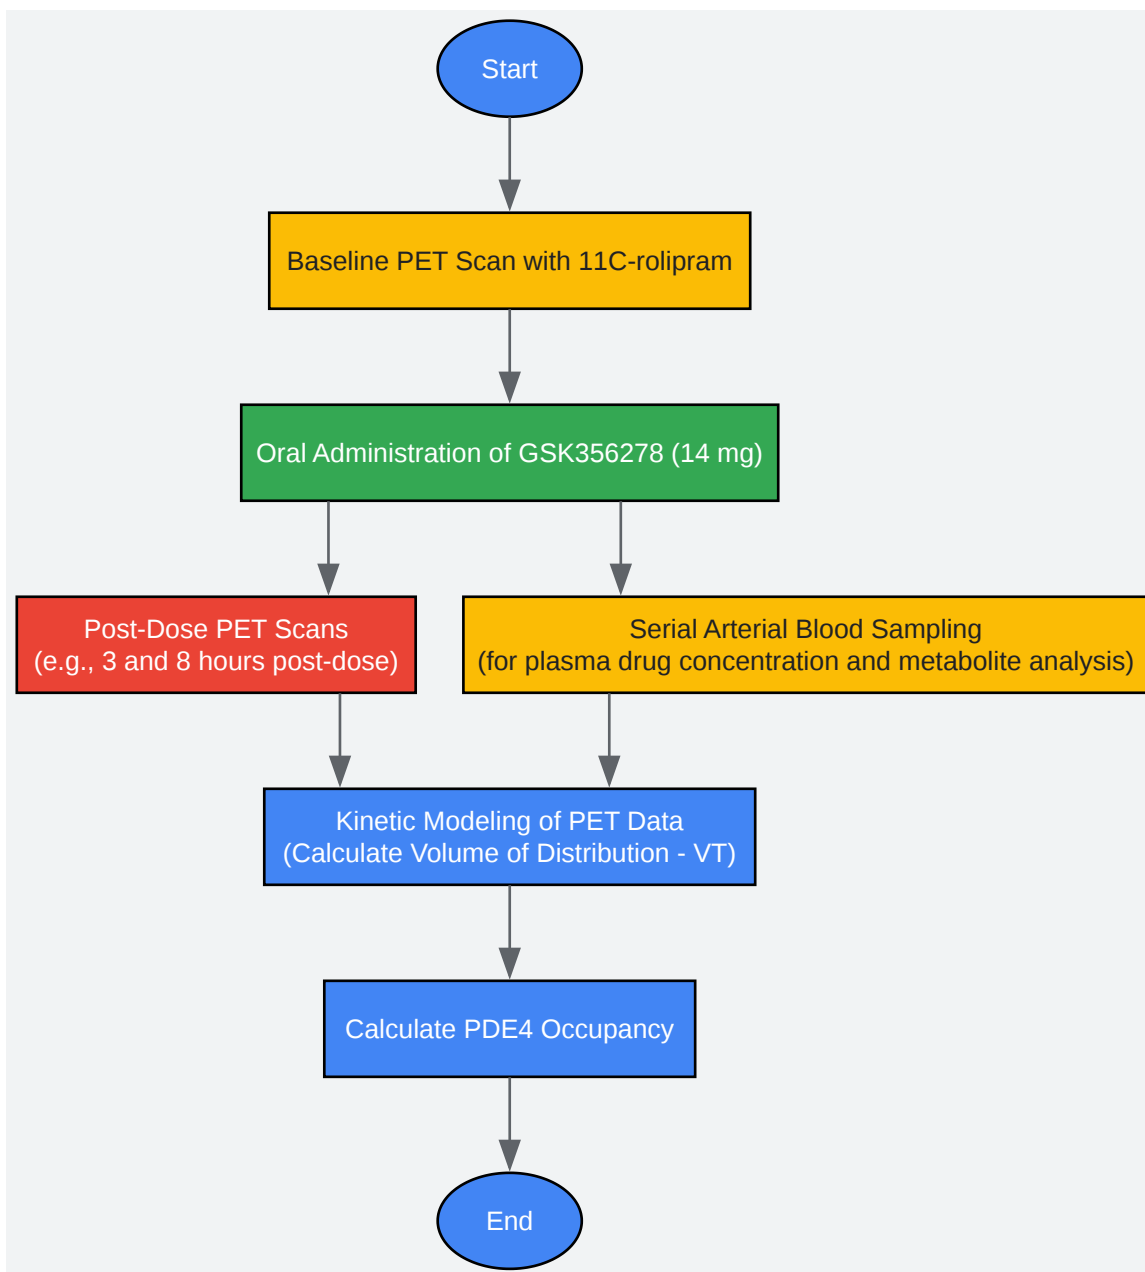 Start
Baseline PET Scan with 11C-rolipram
Oral Administration of GSK356278 (14 mg)
Post-Dose PET Scans
(e.g., 3 and 8 hours post-dose)
Serial Arterial Blood Sampling
(for plasma drug concentration and metabolite analysis)
Kinetic Modeling of PET Data
(Calculate Volume of Distribution - VT)
Calculate PDE4 Occupancy
End